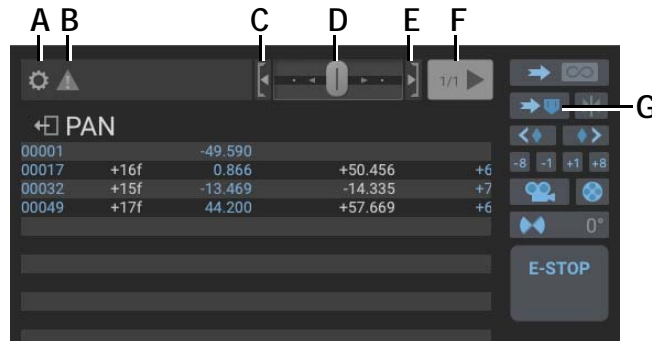 A B C D E F
1/1
G
PAN
00001 -49.590
00017 +16f 0.866 +50.456 +6
-8 -1 +1 +8
00032 +15f -13.469 -14.335 +7
00049 +17f 44.200 +57.669 +6
0°
E-STOP